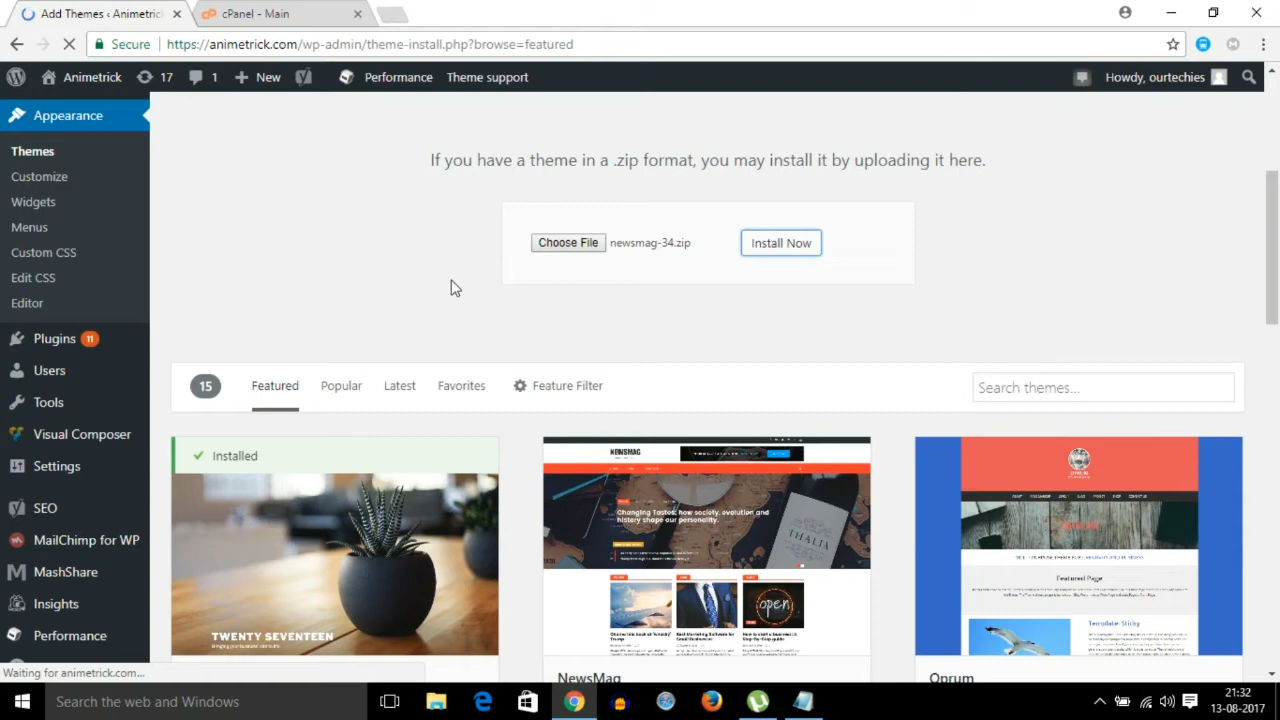 Add Themes ‹ Animetrick
cPanel - Main
Secure
https://animetrick.com/wp-admin/theme-install.php?browse=featured
Animetrick
17
1
New
Performance
Theme support
Howdy, ourtechies
Appearance
Themes
Customize
Widgets
Menus
Custom CSS
Edit CSS
Editor
Plugins 11
Users
Tools
Visual Composer
Settings
SEO
MailChimp for WP
MashShare
Insights
Performance
If you have a theme in a .zip format, you may install it by uploading it here.
Choose File newsmag-34.zip
Install Now
15
Featured
Popular
Latest
Favorites
Feature Filter
Search themes...
Installed
TWENTY SEVENTEEN
NEWSMAG
Changing Tastes: how society, evolution and
history shape our personality.
THALIA
open
Featured Page
Template: Sticky
NewsMag
Oprum
Waiting for animetrick.com...
Search the web and Windows
21:32
13-08-2017